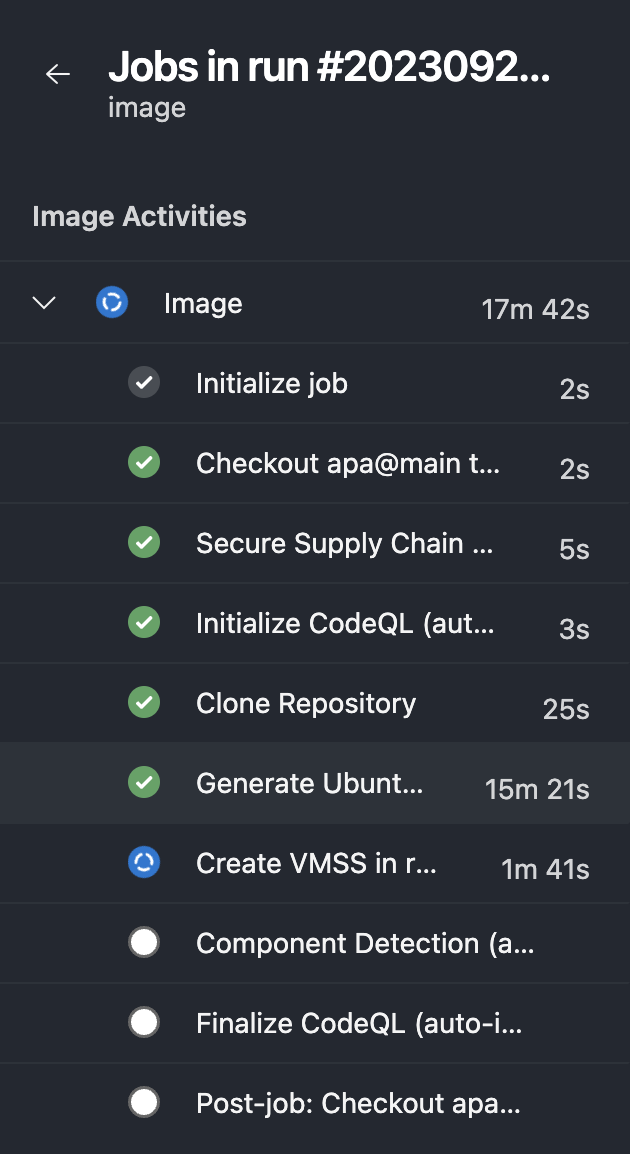 Jobs in run #2023092...
image
Image Activities
Image 17m 42s
Initialize job 2s
Checkout apa@main t... 2s
Secure Supply Chain ... 5s
Initialize CodeQL (aut... 3s
Clone Repository 25s
Generate Ubunt... 15m 21s
Create VMSS in r... 1m 41s
Component Detection (a...
Finalize CodeQL (auto-i...
Post-job: Checkout apa...